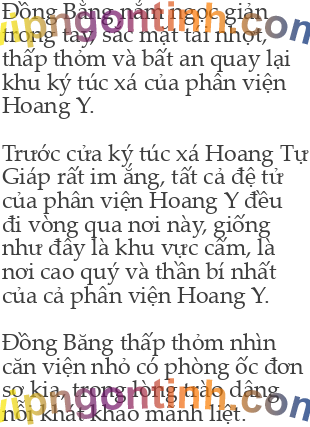 Đồng Bằng nắm ngọc giản
trong tay, sắc mặt tái nhợt,
thấp thỏm và bất an quay lại
khu ký túc xá của phân viện
Hoang Y.
Trước cửa ký túc xá Hoang Tự
Giáp rất im ắng, tất cả đệ tử
của phân viện Hoang Y đều
đi vòng qua nơi này, giống
như đây là khu vực cấm, là
nơi cao quý và thần bí nhất
của cả phân viện Hoang Y.
Đồng Băng thấp thỏm nhìn
căn viện nhỏ có phòng ốc đơn
sơ kia, trong lòng trào dâng
nỗi khát khao mãnh liệt.